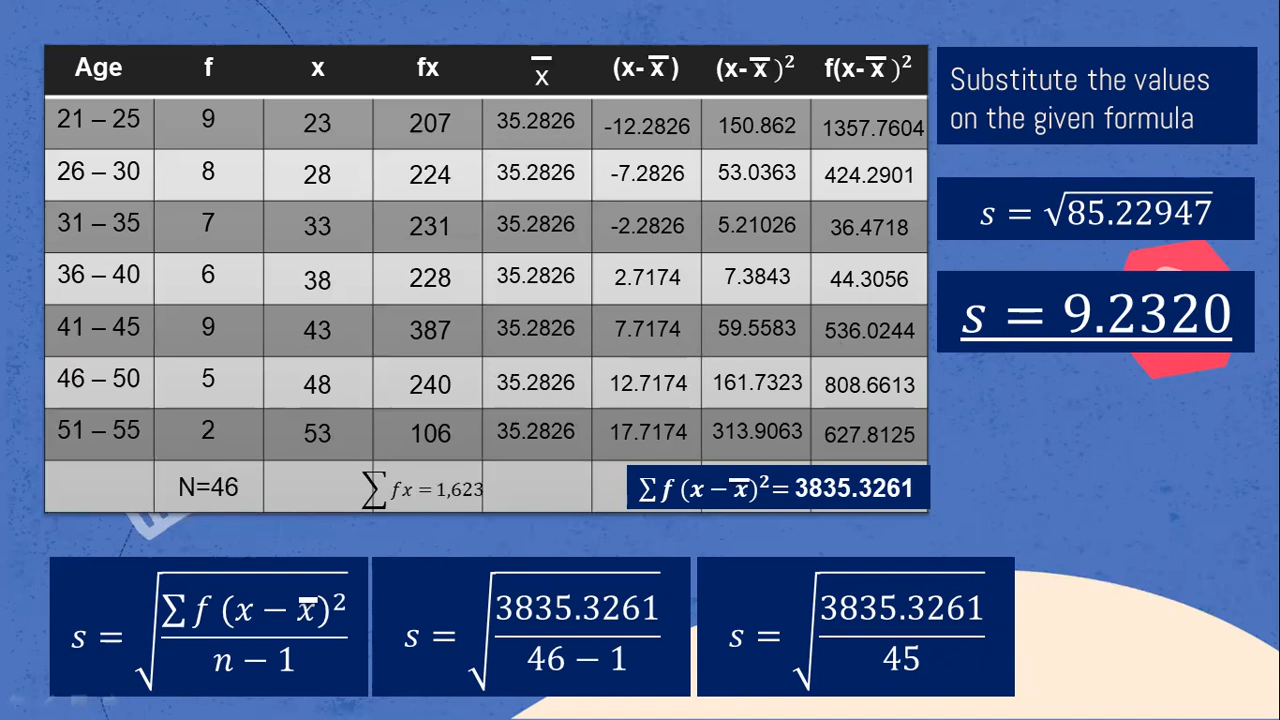 Age f x fx x̅ (x-x̅) (x-x̅)² f(x-x̅)²
21 – 25 9 23 207 35.2826 -12.2826 150.862 1357.7604
26 – 30 8 28 224 35.2826 -7.2826 53.0363 424.2901
31 – 35 7 33 231 35.2826 -2.2826 5.21026 36.4718
36 – 40 6 38 228 35.2826 2.7174 7.3843 44.3056
41 – 45 9 43 387 35.2826 7.7174 59.5583 536.0244
46 – 50 5 48 240 35.2826 12.7174 161.7323 808.6613
51 – 55 2 53 106 35.2826 17.7174 313.9063 627.8125
N=46 ∑fx = 1,623 ∑f (x – x̅)²= 3835.3261
Substitute the values
on the given formula
s = √85.22947
s = 9.2320
s = √(∑f (x – x̅)² / n – 1)
s = √(3835.3261 / 46 – 1)
s = √(3835.3261 / 45)